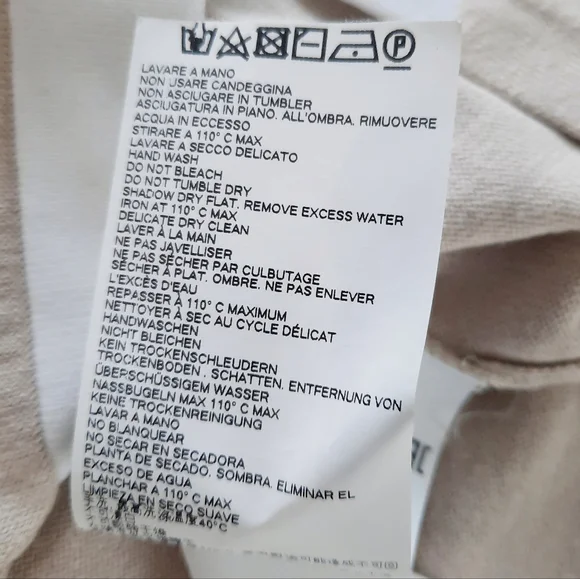 P
LAVARE A MANO
NON USARE CANDEGGINA
NON ASCIUGARE IN TUMBLER
ASCIUGATURA IN PIANO. ALL'OMBRA. RIMUOVERE
ACQUA IN ECCESSO
STIRARE A 110° C MAX
LAVARE A SECCO DELICATO
HAND WASH
DO NOT BLEACH
DO NOT TUMBLE DRY
SHADOW DRY FLAT. REMOVE EXCESS WATER
IRON AT 110° C MAX
DELICATE DRY CLEAN
LAVER À LA MAIN
NE PAS JAVELLISER
NE PAS SÉCHER PAR CULBUTAGE
SÉCHER À PLAT. OMBRE. NE PAS ENLEVER
L'EXCÈS D'EAU
REPASSER À 110° C MAXIMUM
NETTOYER À SEC AU CYCLE DÉLICAT
HANDWASCHEN
NICHT BLEICHEN
KEIN TROCKENSCHLEUDERN
TROCKENBODEN . SCHATTEN. ENTFERNUNG VON
ÜBERSCHÜSSIGEM WASSER
NASSBÜGELN MAX 110° C MAX
KEINE TROCKENREINIGUNG
LAVAR A MANO
NO BLANQUEAR
NO SECAR EN SECADORA
PLANTA DE SECADO. SOMBRA. ELIMINAR EL
EXCESO DE AGUA
PLANCHAR A 110° C MAX
LIMPIEZA EN SECO SUAVE
40°C